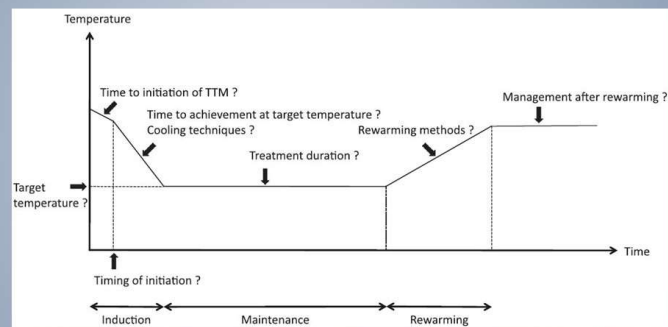 Temperature
Time to initiation of TTM ?
Management after rewarming ?
Time to achievement at target temperature ?
Cooling techniques ?
Rewarming methods ?
Treatment duration ?
Target
temperature ?
Time
Timing of initiation ?
Induction
Maintenance
Rewarming